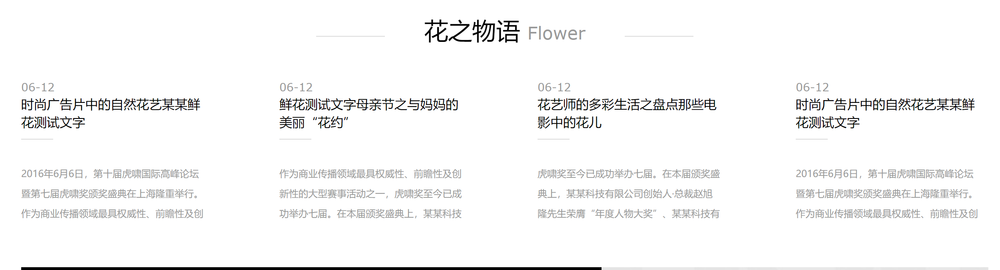 花之物语 Flower
06-12
时尚广告片中的自然花艺某某鲜
花测试文字
2016年6月6日，第十届虎啸国际高峰论坛
暨第七届虎啸奖颁奖盛典在上海隆重举行。
作为商业传播领域最具权威性、前瞻性及创
06-12
鲜花测试文字母亲节之与妈妈的
美丽“花约”
作为商业传播领域最具权威性、前瞻性及创
新性的大型赛事活动之一，虎啸奖至今已成
功举办七届。在本届颁奖盛典上，某某科技
06-12
花艺师的多彩生活之盘点那些电
影中的花儿
虎啸奖至今已成功举办七届。在本届颁奖盛
典上，某某科技有限公司创始人·总裁赵旭
隆先生荣膺“年度人物大奖”、某某科技有
06-12
时尚广告片中的自然花艺某某鲜
花测试文字
2016年6月6日，第十届虎啸国际高峰论坛
暨第七届虎啸奖颁奖盛典在上海隆重举行。
作为商业传播领域最具权威性、前瞻性及创